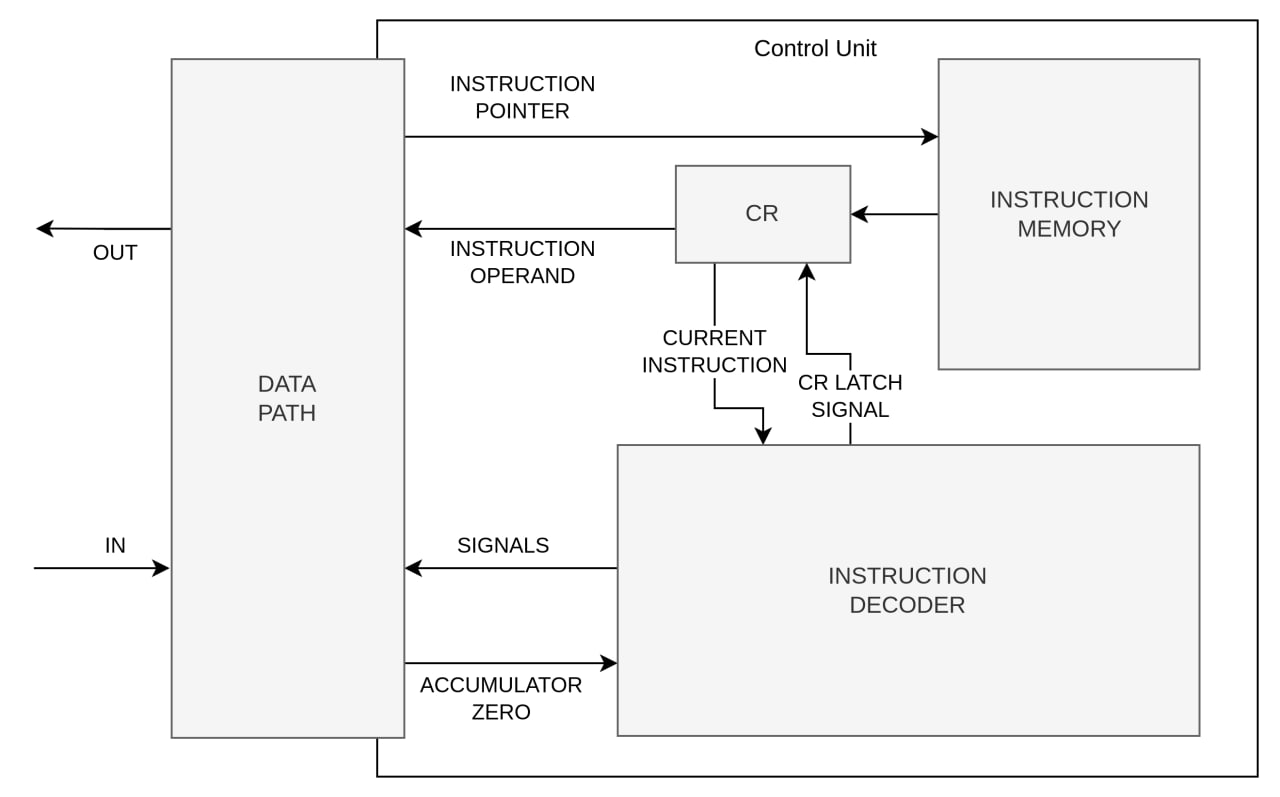 Control Unit
INSTRUCTION
POINTER
INSTRUCTION
MEMORY
CR
OUT
INSTRUCTION
OPERAND
CURRENT
INSTRUCTION
CR LATCH
SIGNAL
DATA
PATH
IN
SIGNALS
INSTRUCTION
DECODER
ACCUMULATOR
ZERO